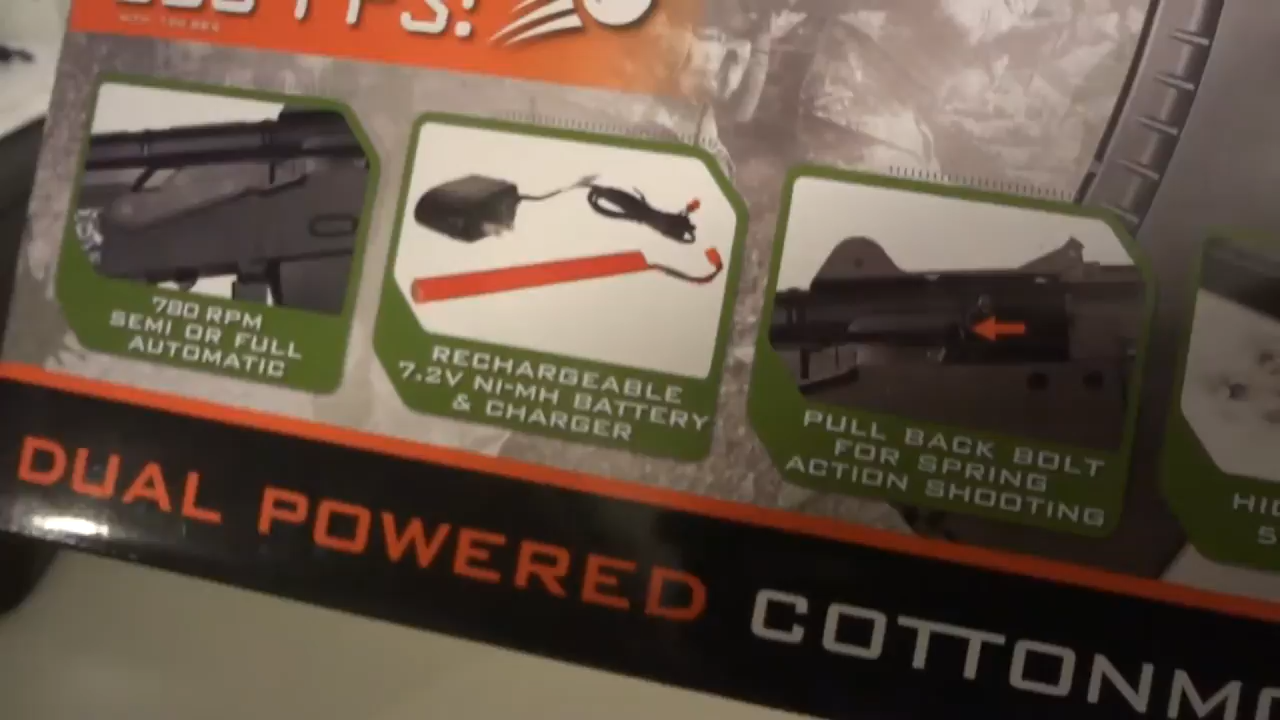 FPS!
780 RPM
SEMI OR FULL
AUTOMATIC
RECHARGEABLE
7.2V NI-MH BATTERY
& CHARGER
PULL BACK BOLT
FOR SPRING
ACTION SHOOTING
DUAL POWERED